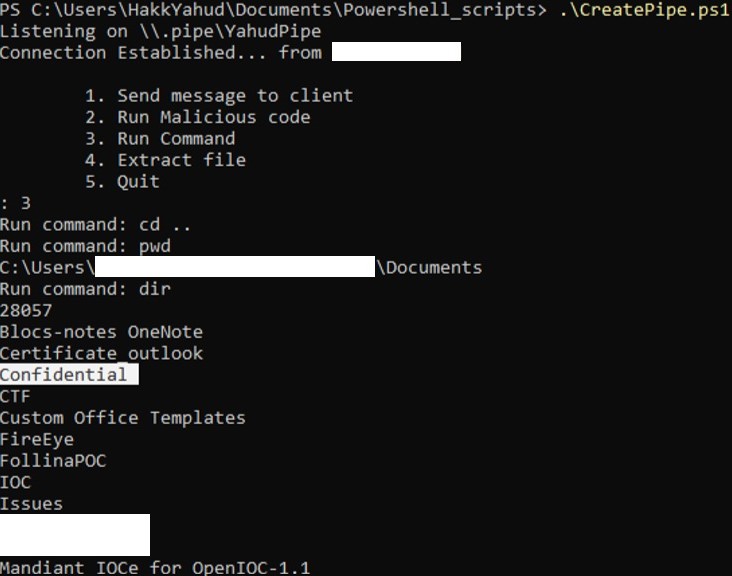 PS C:\Users\HakkYahud\Documents\Powershell_scripts> .\CreatePipe.ps1
Listening on \\.pipe\YahudPipe
Connection Established... from
1. Send message to client
2. Run Malicious code
3. Run Command
4. Extract file
5. Quit
: 3
Run command: cd ..
Run command: pwd
C:\Users\ \Documents
Run command: dir
28057
Blocs-notes OneNote
Certificate_outlook
Confidential
CTF
Custom Office Templates
FireEye
FollinaPOC
IOC
Issues
Mandiant IOCe for OpenIOC-1.1